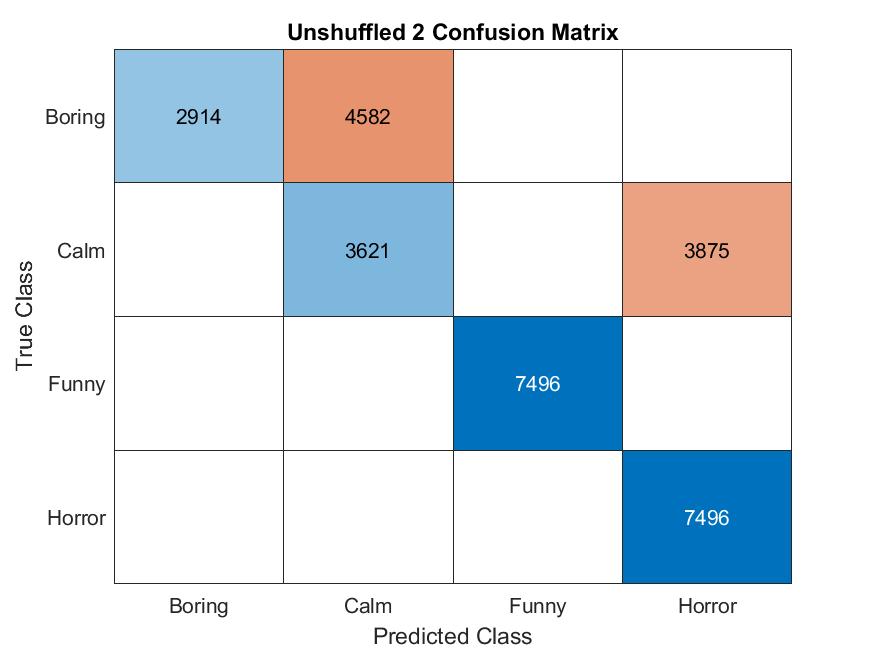 Unshuffled 2 Confusion Matrix
Boring 2914 4582
Calm 3621 3875
Funny 7496
Horror 7496
Boring Calm Funny Horror
Predicted Class
True Class